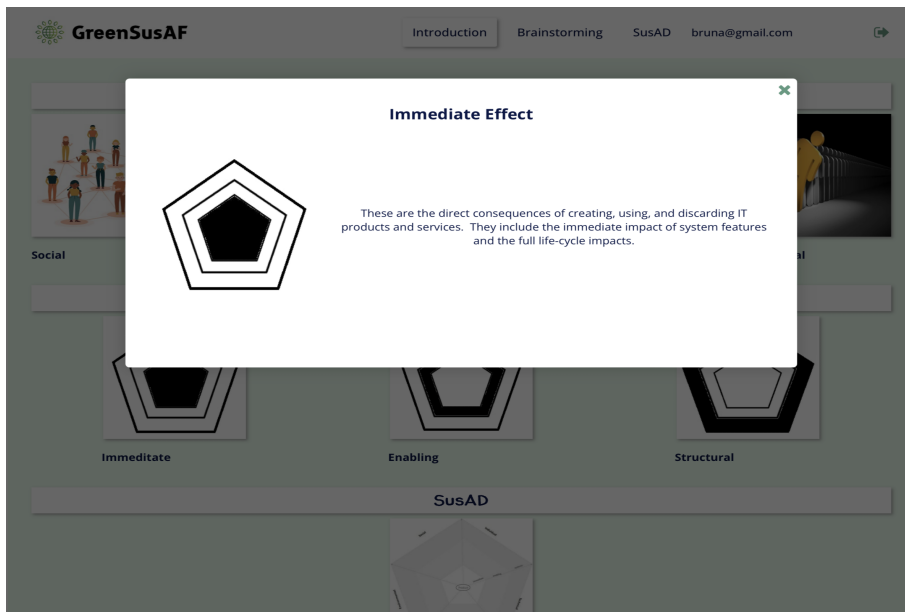 GreenSusAF
Introduction Brainstorming SusAD bruna@gmail.com
Immediate Effect
These are the direct consequences of creating, using, and discarding IT
products and services. They include the immediate impact of system features
and the full life-cycle impacts.
Social
al
Immeditate Enabling Structural
SusAD